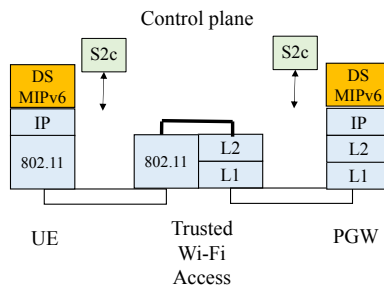 Control plane
S2c
S2c
DS
MIPv6
DS
MIPv6
IP
IP
802.11
802.11
L2
L2
L1
L1
UE
Trusted
Wi-Fi
Access
PGW